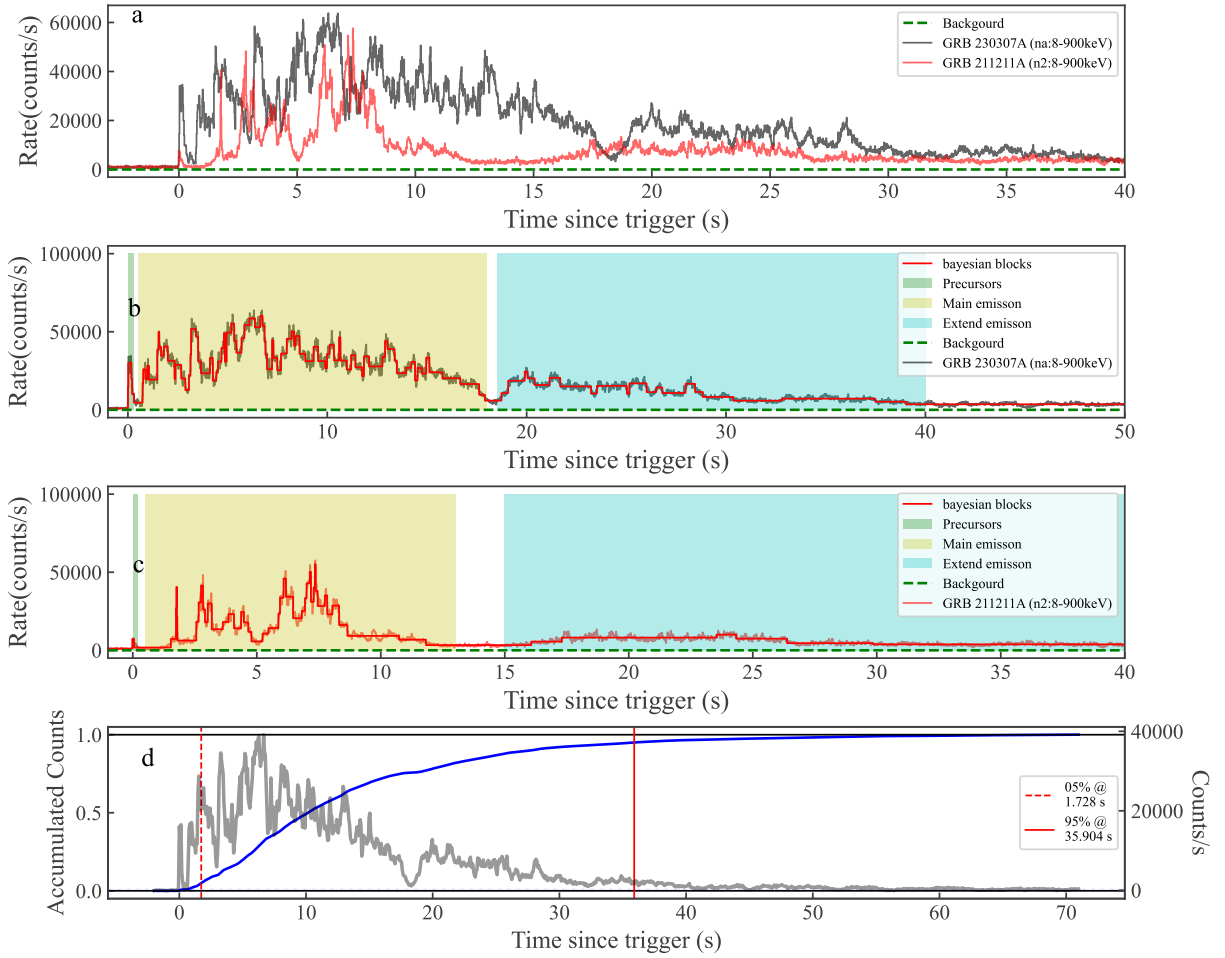 a
60000
40000
20000
0
Rate(counts/s)
Backgourd
GRB 230307A (na:8-900keV)
GRB 211211A (n2:8-900keV)
0 5 10 15 20 25 30 35 40
Time since trigger (s)
b
100000
50000
0
Rate(counts/s)
bayesian blocks
Precursors
Main emisson
Extend emisson
Backgourd
GRB 230307A (na:8-900keV)
0 10 20 30 40 50
Time since trigger (s)
c
100000
50000
0
Rate(counts/s)
bayesian blocks
Precursors
Main emisson
Extend emisson
Backgourd
GRB 211211A (n2:8-900keV)
0 5 10 15 20 25 30 35 40
Time since trigger (s)
d
1.0
0.5
0.0
Accumulated Counts
40000
20000
0
Counts/s
05% @
1.728 s
95% @
35.904 s
0 10 20 30 40 50 60 70
Time since trigger (s)